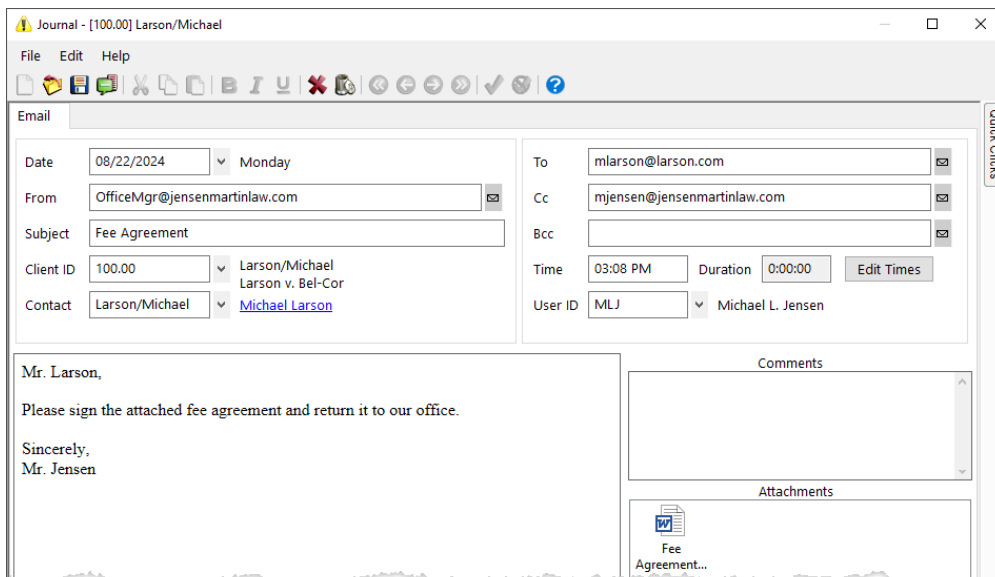 Journal - [100.00] Larson/Michael
File Edit Help
B I U
Email
Quick Clicks
Date 08/22/2024 Monday
From OfficeMgr@jensenmartinlaw.com
Subject Fee Agreement
Client ID 100.00 Larson/Michael
Larson v. Bel-Cor
Contact Larson/Michael Michael Larson
To mlarson@larson.com
Cc mjensen@jensenmartinlaw.com
Bcc
Time 03:08 PM Duration 0:00:00 Edit Times
User ID MLJ Michael L. Jensen
Mr. Larson,
Please sign the attached fee agreement and return it to our office.
Sincerely,
Mr. Jensen
Comments
Attachments
Fee
Agreement...